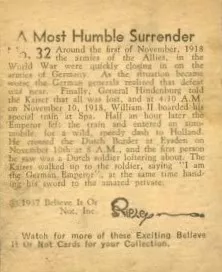 A Most Humble Surrender
No. 32 Around the first of November, 1918
the armies of the Allies, in the
World War were quickly closing in on the
armies of Germany. As the situation became
worse the German generals realized that defeat
was near. Finally, General Hindenburg told
the Kaiser that all was lost, and at 4:10 A.M.
on November 10, 1918, William II boarded his
special train at Spa. Half an hour later the
Emperor left the train and entered an auto-
mobile for a wild, speedy dash to Holland.
He crossed the Dutch Border at Eysden on
November 10th at 8 A.M., and the first person
he saw was a Dutch soldier loitering about. The
Kaiser walked up to the soldier, saying "I am
the German Emperor", at the same time hand-
ing his sword to the amazed private.
© 1937 Believe It Or
Not, Inc. Ripley
Watch for more of these Exciting Believe
It Or Not Cards for your Collection.